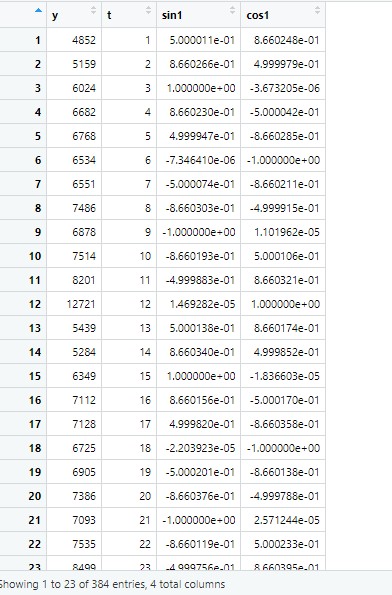 y t sin1 cos1
1 4852 1 5.000011e-01 8.660248e-01
2 5159 2 8.660266e-01 4.999979e-01
3 6024 3 1.000000e+00 -3.673205e-06
4 6682 4 8.660230e-01 -5.000042e-01
5 6768 5 4.999947e-01 -8.660285e-01
6 6534 6 -7.346410e-06 -1.000000e+00
7 6551 7 -5.000074e-01 -8.660211e-01
8 7486 8 -8.660303e-01 -4.999915e-01
9 6878 9 -1.000000e+00 1.101962e-05
10 7514 10 -8.660193e-01 5.000106e-01
11 8201 11 -4.999883e-01 8.660321e-01
12 12721 12 1.469282e-05 1.000000e+00
13 5439 13 5.000138e-01 8.660174e-01
14 5284 14 8.660340e-01 4.999852e-01
15 6349 15 1.000000e+00 -1.836603e-05
16 7112 16 8.660156e-01 -5.000170e-01
17 7128 17 4.999820e-01 -8.660358e-01
18 6725 18 -2.203923e-05 -1.000000e+00
19 6905 19 -5.000201e-01 -8.660138e-01
20 7386 20 -8.660376e-01 -4.999788e-01
21 7093 21 -1.000000e+00 2.571244e-05
22 7535 22 -8.660119e-01 5.000233e-01
23 8499 23 -4.999756e-01 8.660395e-01
Showing 1 to 23 of 384 entries, 4 total columns